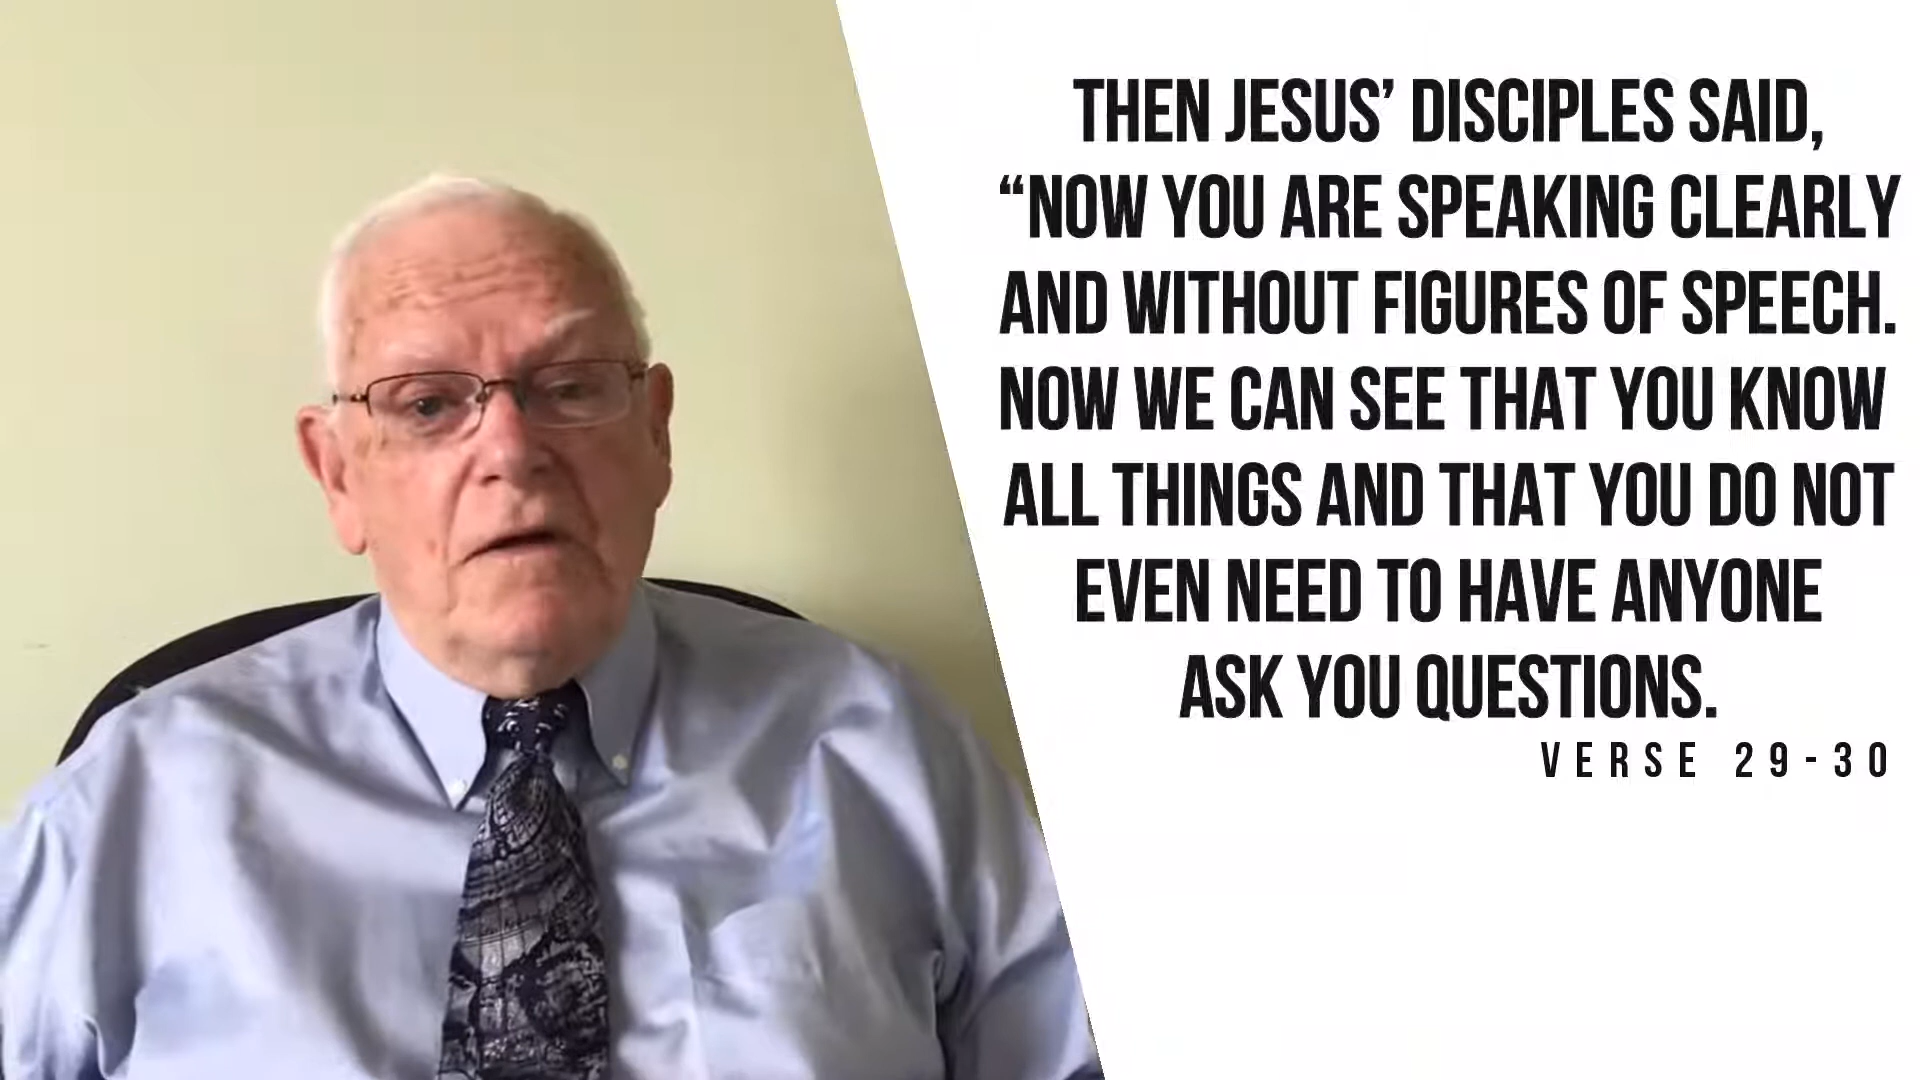 THEN JESUS’ DISCIPLES SAID,
“NOW YOU ARE SPEAKING CLEARLY
AND WITHOUT FIGURES OF SPEECH.
NOW WE CAN SEE THAT YOU KNOW
ALL THINGS AND THAT YOU DO NOT
EVEN NEED TO HAVE ANYONE
ASK YOU QUESTIONS.
VERSE 29-30